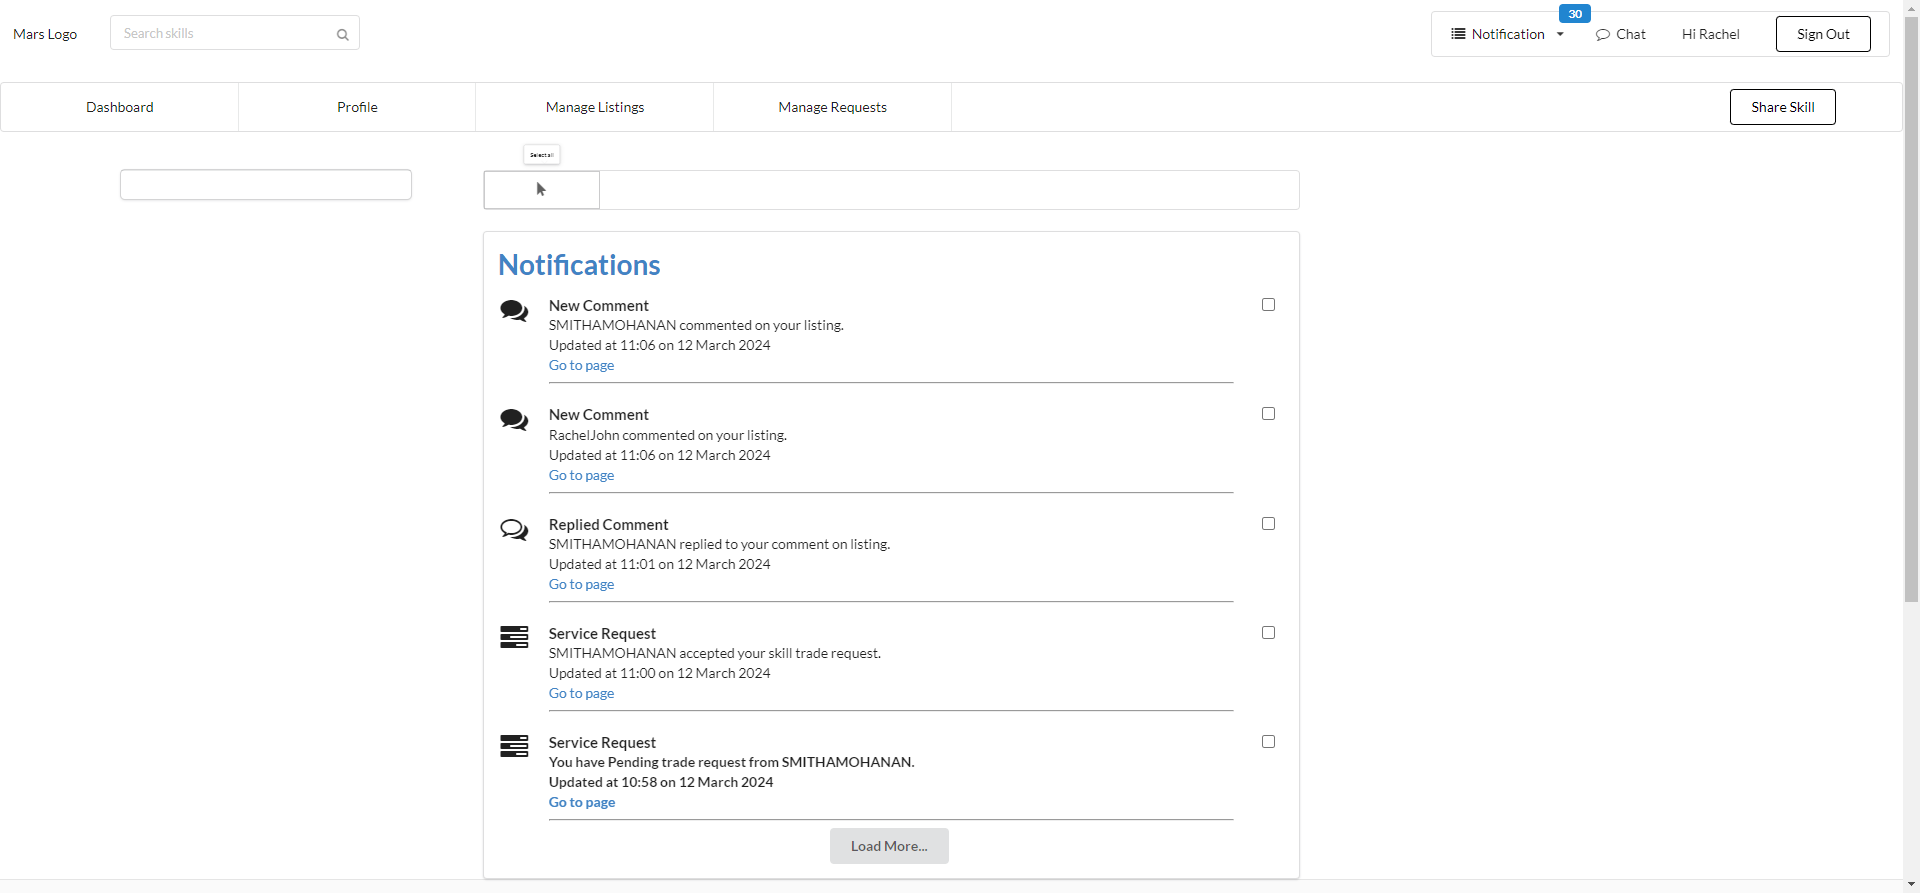 Mars Logo
Search skills
30
Notification
Chat
Hi Rachel
Sign Out
Dashboard
Profile
Manage Listings
Manage Requests
Share Skill
Select all
Notifications
New Comment
SMITHAMOHANAN commented on your listing.
Updated at 11:06 on 12 March 2024
Go to page
New Comment
RachelJohn commented on your listing.
Updated at 11:06 on 12 March 2024
Go to page
Replied Comment
SMITHAMOHANAN replied to your comment on listing.
Updated at 11:01 on 12 March 2024
Go to page
Service Request
SMITHAMOHANAN accepted your skill trade request.
Updated at 11:00 on 12 March 2024
Go to page
Service Request
You have Pending trade request from SMITHAMOHANAN.
Updated at 10:58 on 12 March 2024
Go to page
Load More...